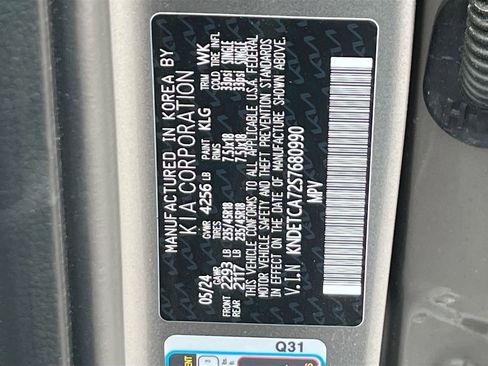 MANUFACTURED IN KOREA BY
KIA CORPORATION
05/24 GVWR 4256 LB PAINT KLG TRIM WK
TIRES RIMS COLD TIRE INFL
FRONT 2293 LB 235/45R18 7.5Jx18 33psi SINGLE
REAR 2117 LB 235/45R18 7.5Jx18 33psi SINGLE
THIS VEHICLE CONFORMS TO ALL APPLICABLE U.S.A. FEDERAL
MOTOR VEHICLE SAFETY AND THEFT PREVENTION STANDARDS
IN EFFECT ON THE DATE OF MANUFACTURE SHOWN ABOVE.
V.I.N KNDETCA72S7680990
MPV
Q31